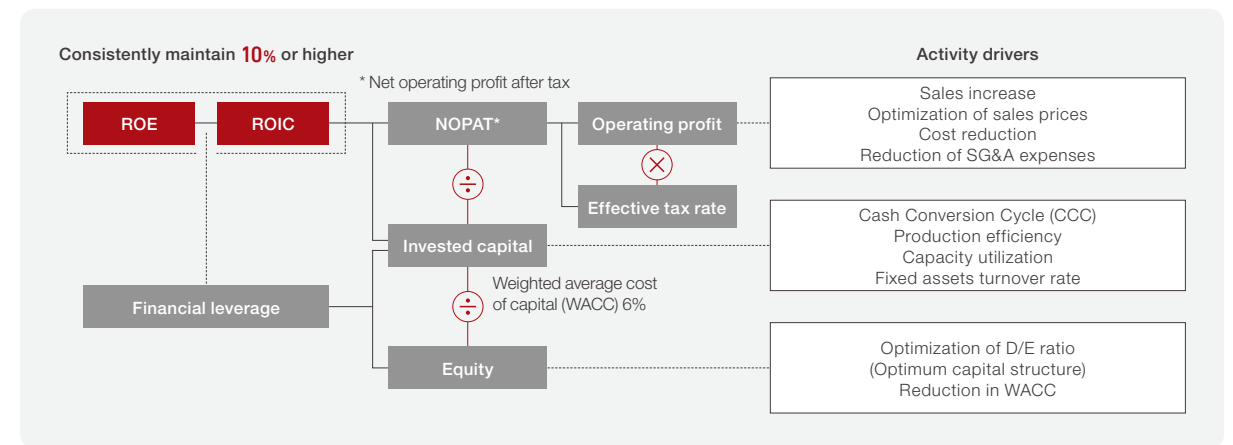 Consistently maintain 10% or higher
Activity drivers
* Net operating profit after tax
ROE
ROIC
NOPAT*
Operating profit
Sales increase
Optimization of sales prices
Cost reduction
Reduction of SG&A expenses
÷
×
Effective tax rate
Invested capital
Cash Conversion Cycle (CCC)
Production efficiency
Capacity utilization
Fixed assets turnover rate
Financial leverage
÷
Weighted average cost
of capital (WACC) 6%
Equity
Optimization of D/E ratio
(Optimum capital structure)
Reduction in WACC